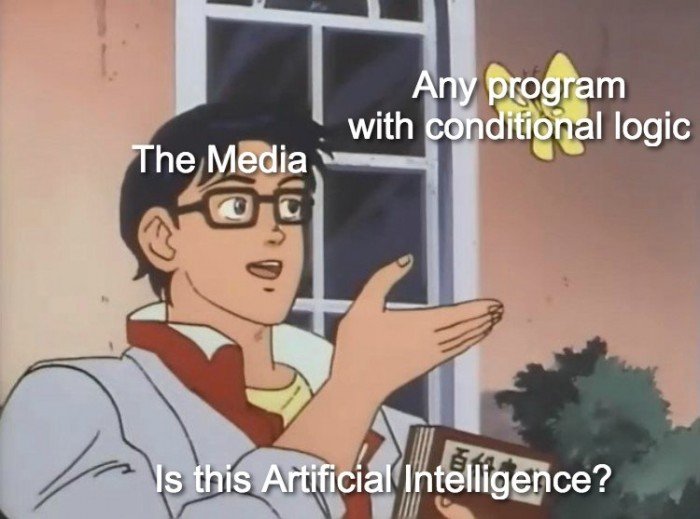 Any program
with conditional logic
The Media
Is this Artificial Intelligence?